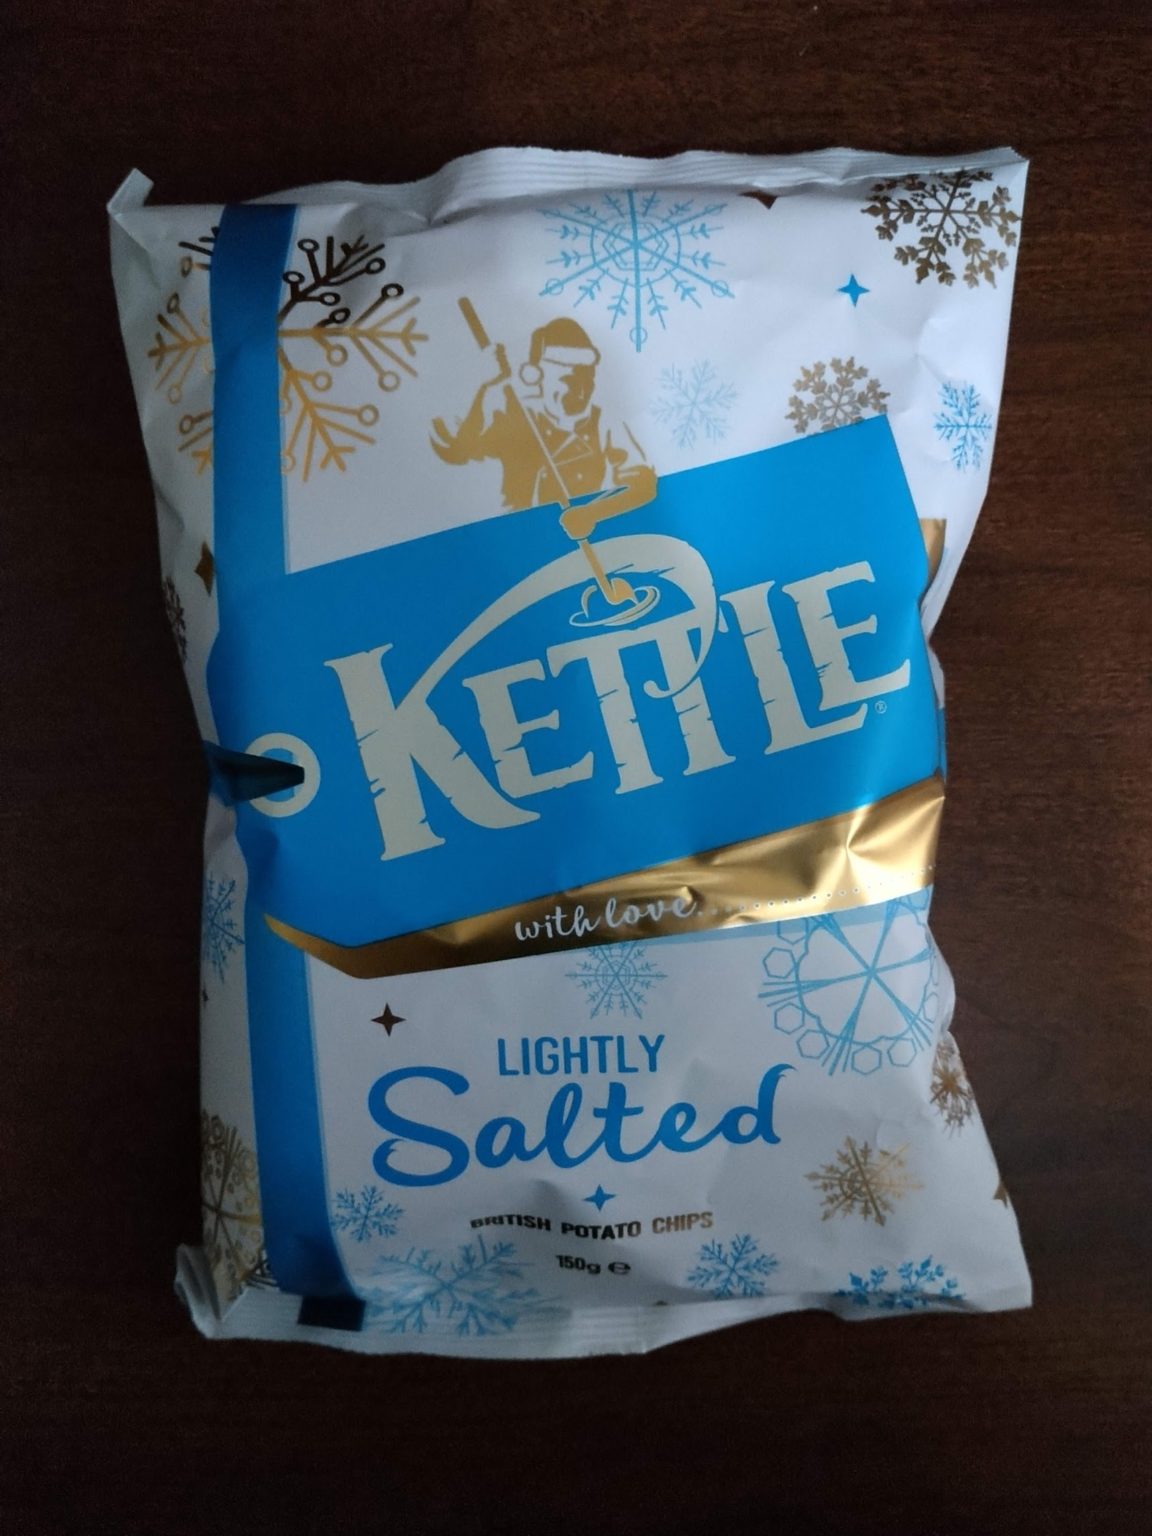 KETTLE®
with love
LIGHTLY
Salted
BRITISH POTATO CHIPS
150g ℮